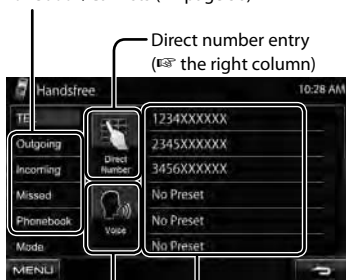 Direct number entry
(☞ the right column)
Handsfree
10:28 AM
1234XXXXXX
Outgoing
2345XXXXXX
Direct
Number
Incoming
3456XXXXXX
Missed
No Preset
Phonebook
Voice
No Preset
Mode
No Preset
MENU